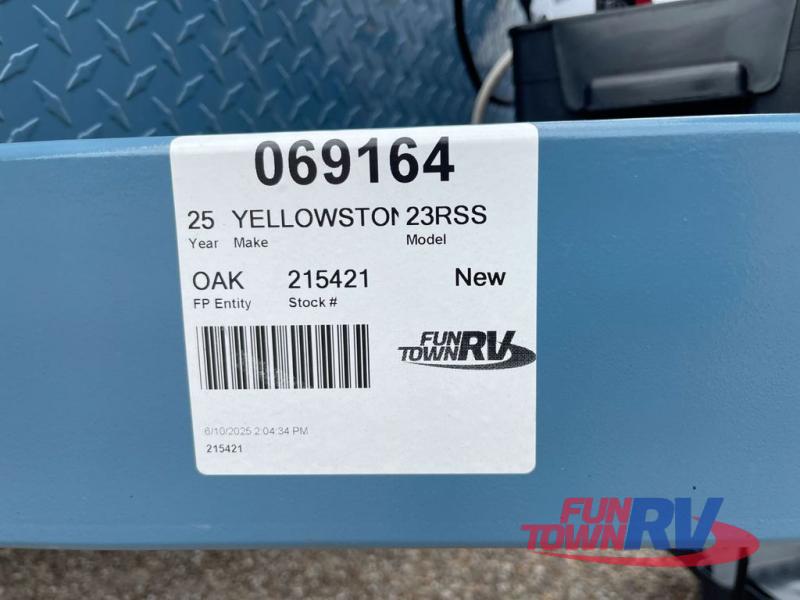 069164
25 YELLOWSTON 23RSS
Year Make Model
OAK 215421 New
FP Entity Stock #
FUN TOWN RV
6/10/2025 2:04:34 PM
215421
FUN TOWN RV